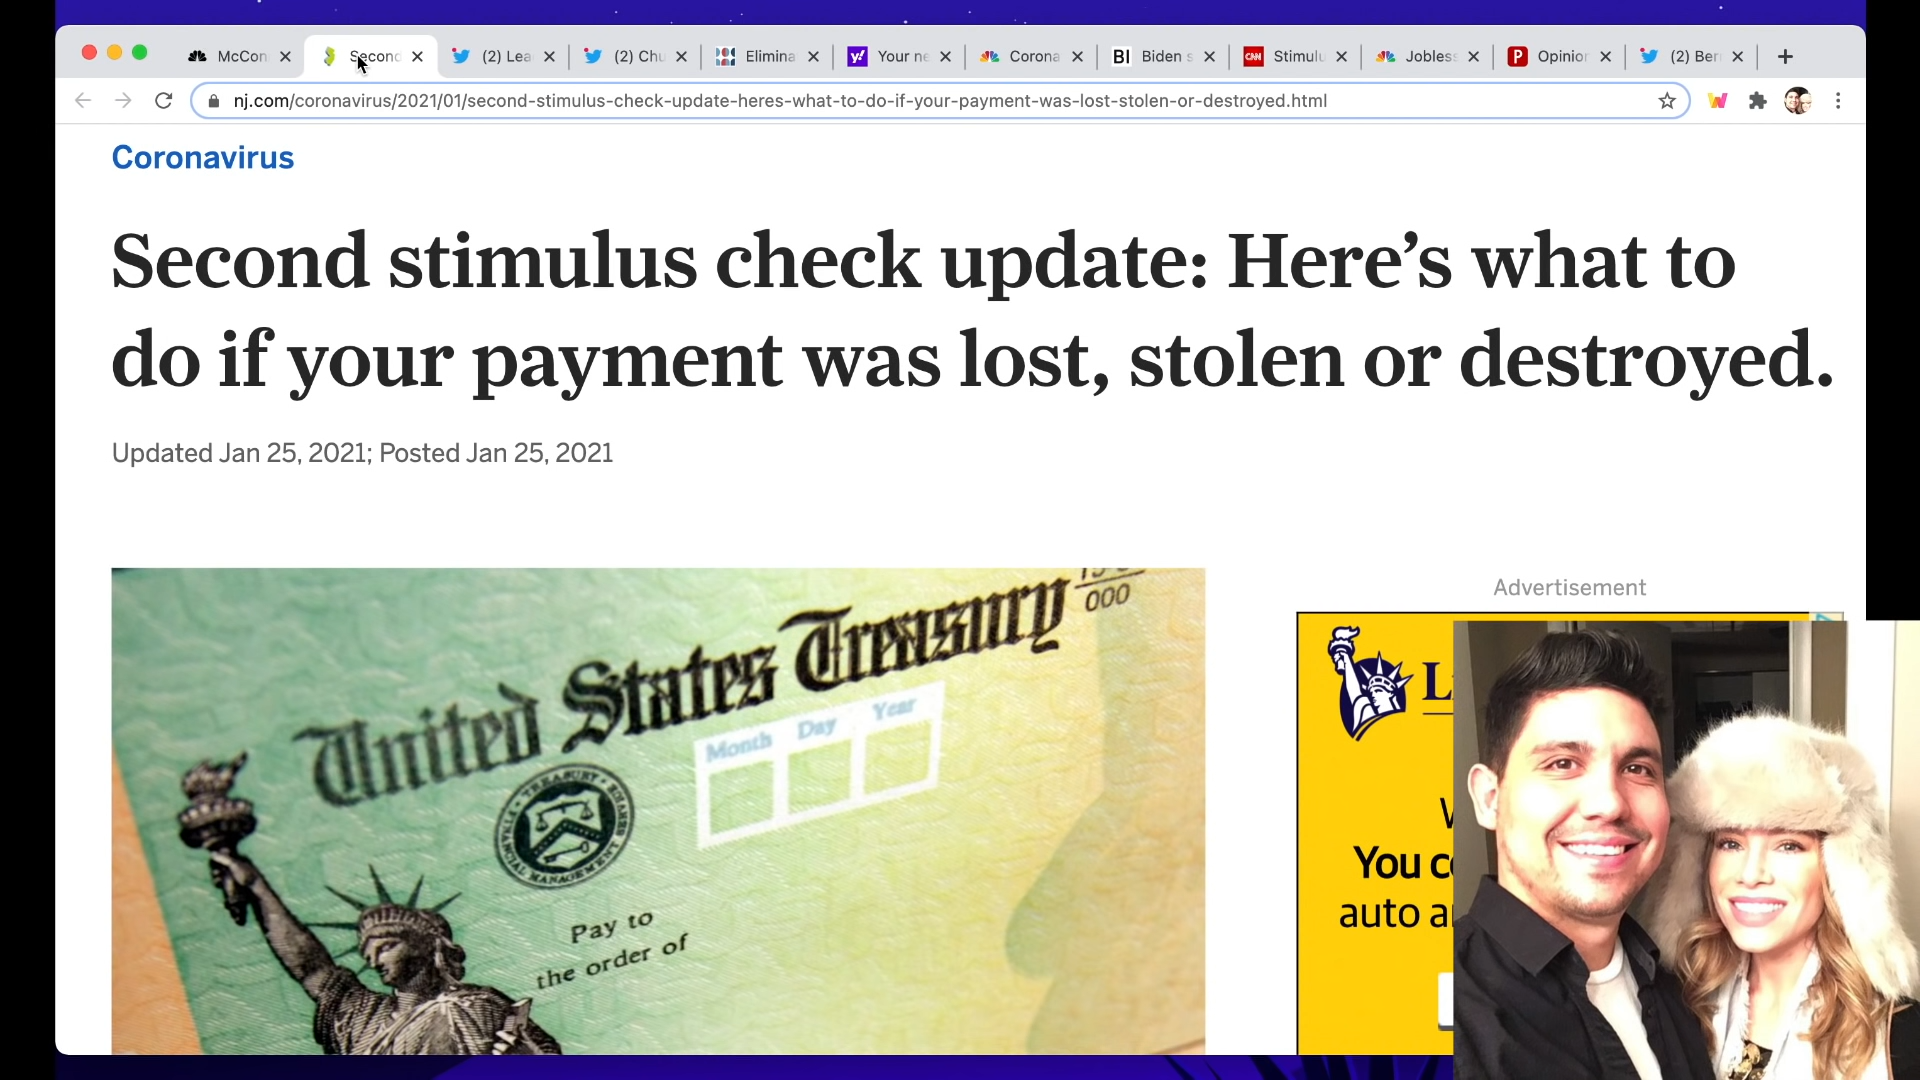 McCon
Second
(2) Lea
(2) Chu
Elimina
y!
Your ne
Corona
BI
Biden s
CNN
Stimulu
Jobless
P
Opinion
(2) Ber
nj.com/coronavirus/2021/01/second-stimulus-check-update-heres-what-to-do-if-your-payment-was-lost-stolen-or-destroyed.html
Coronavirus
Second stimulus check update: Here’s what to
do if your payment was lost, stolen or destroyed.
Updated Jan 25, 2021; Posted Jan 25, 2021
Advertisement
000
United States Treasury
Month Day Year
Pay to
the order of
L
You c
auto a